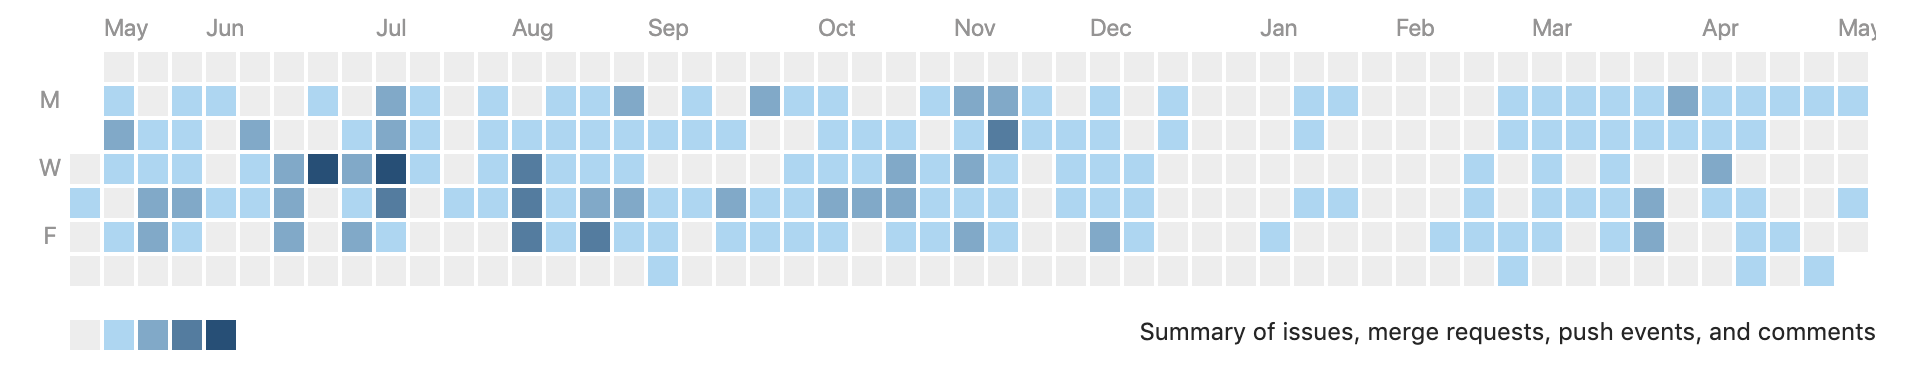 May Jun Jul Aug Sep Oct Nov Dec Jan Feb Mar Apr May
M
W
F
Summary of issues, merge requests, push events, and comments